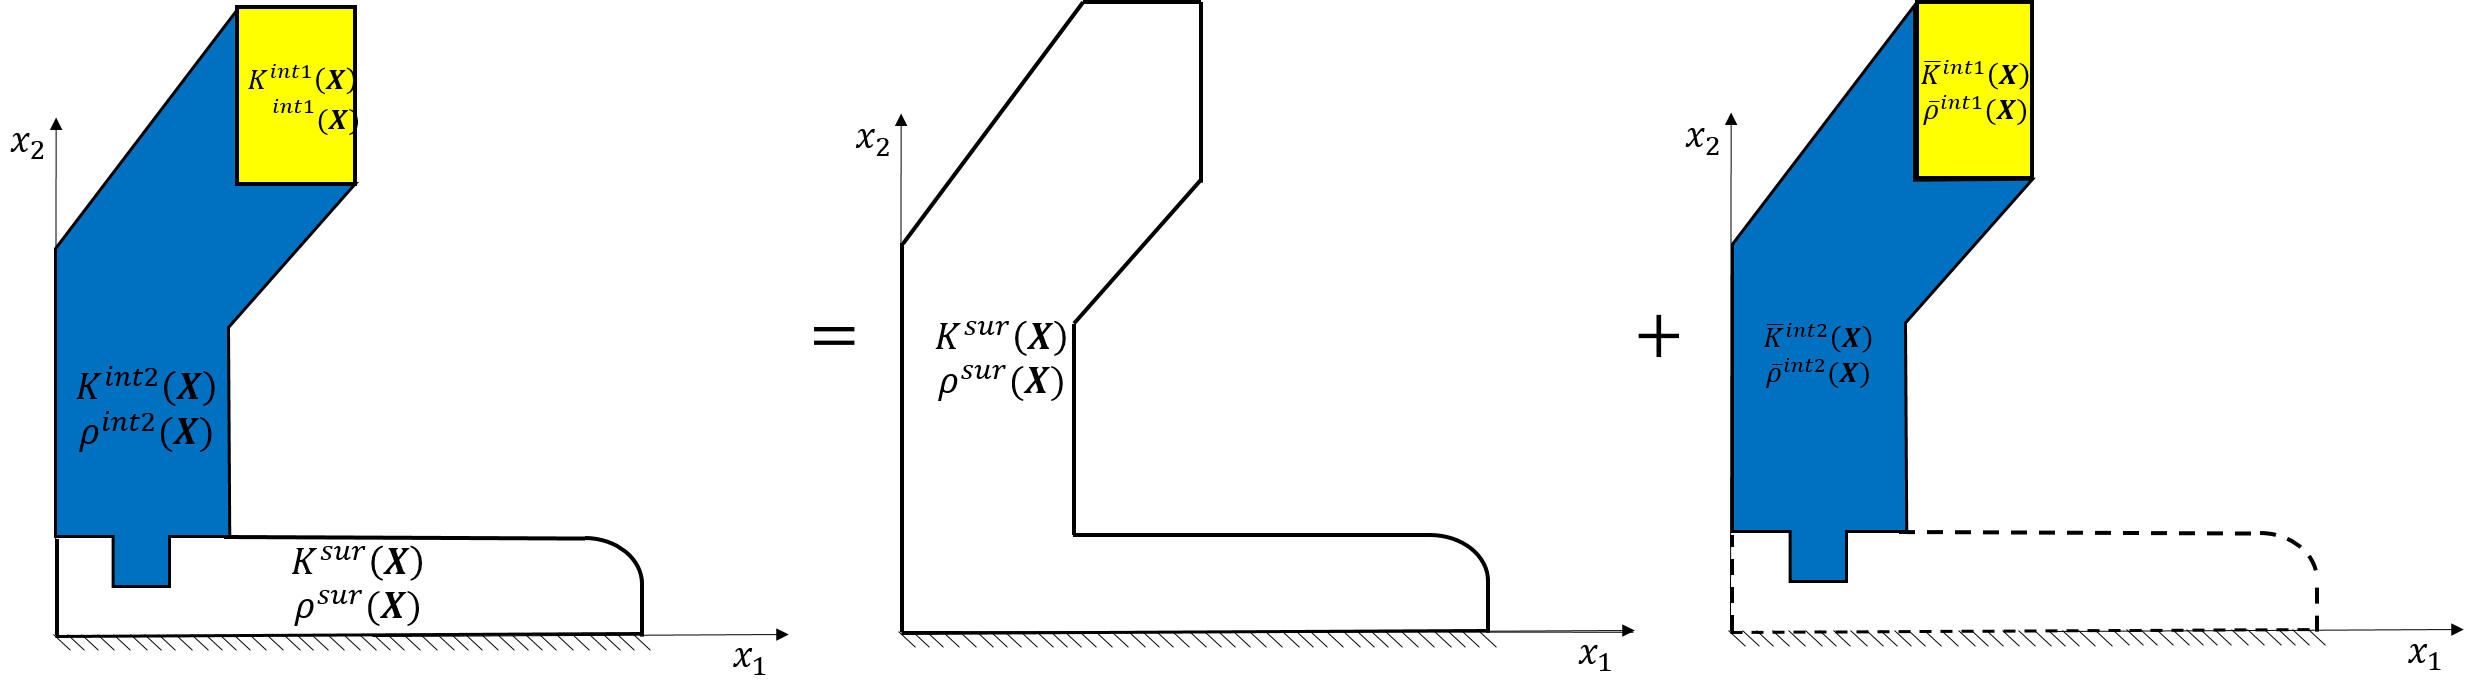 K^{int1}(X)
^{int1}(X)
x_2
K^{int2}(X)
ρ^{int2}(X)
K^{sur}(X)
ρ^{sur}(X)
x_1
=
x_2
K^{sur}(X)
ρ^{sur}(X)
x_1
+
K̅^{int1}(X)
ρ̅^{int1}(X)
x_2
K̿^{int2}(X)
ρ̿^{int2}(X)
x_1